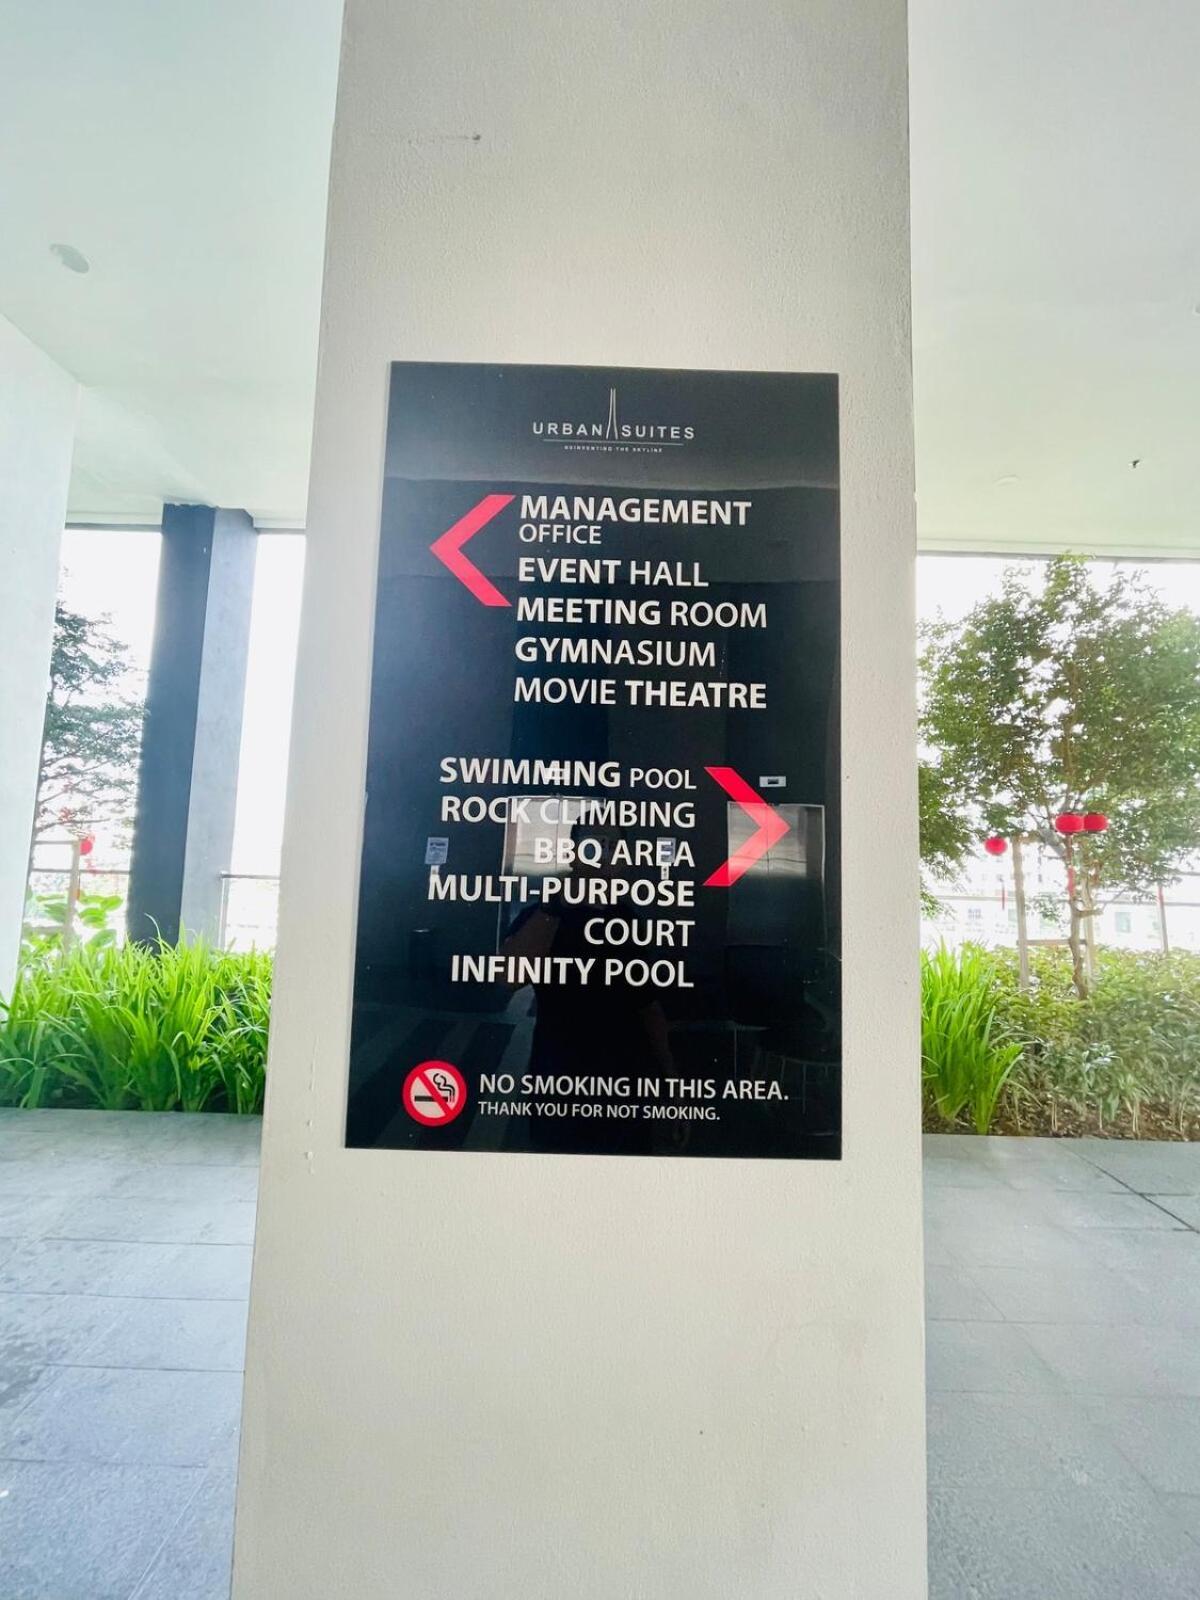 URBAN SUITES
REINVENTING THE SKYLINE
MANAGEMENT
OFFICE
EVENT HALL
MEETING ROOM
GYMNASIUM
MOVIE THEATRE
SWIMMING POOL
ROCK CLIMBING
BBQ AREA
MULTI-PURPOSE
COURT
INFINITY POOL
NO SMOKING IN THIS AREA.
THANK YOU FOR NOT SMOKING.